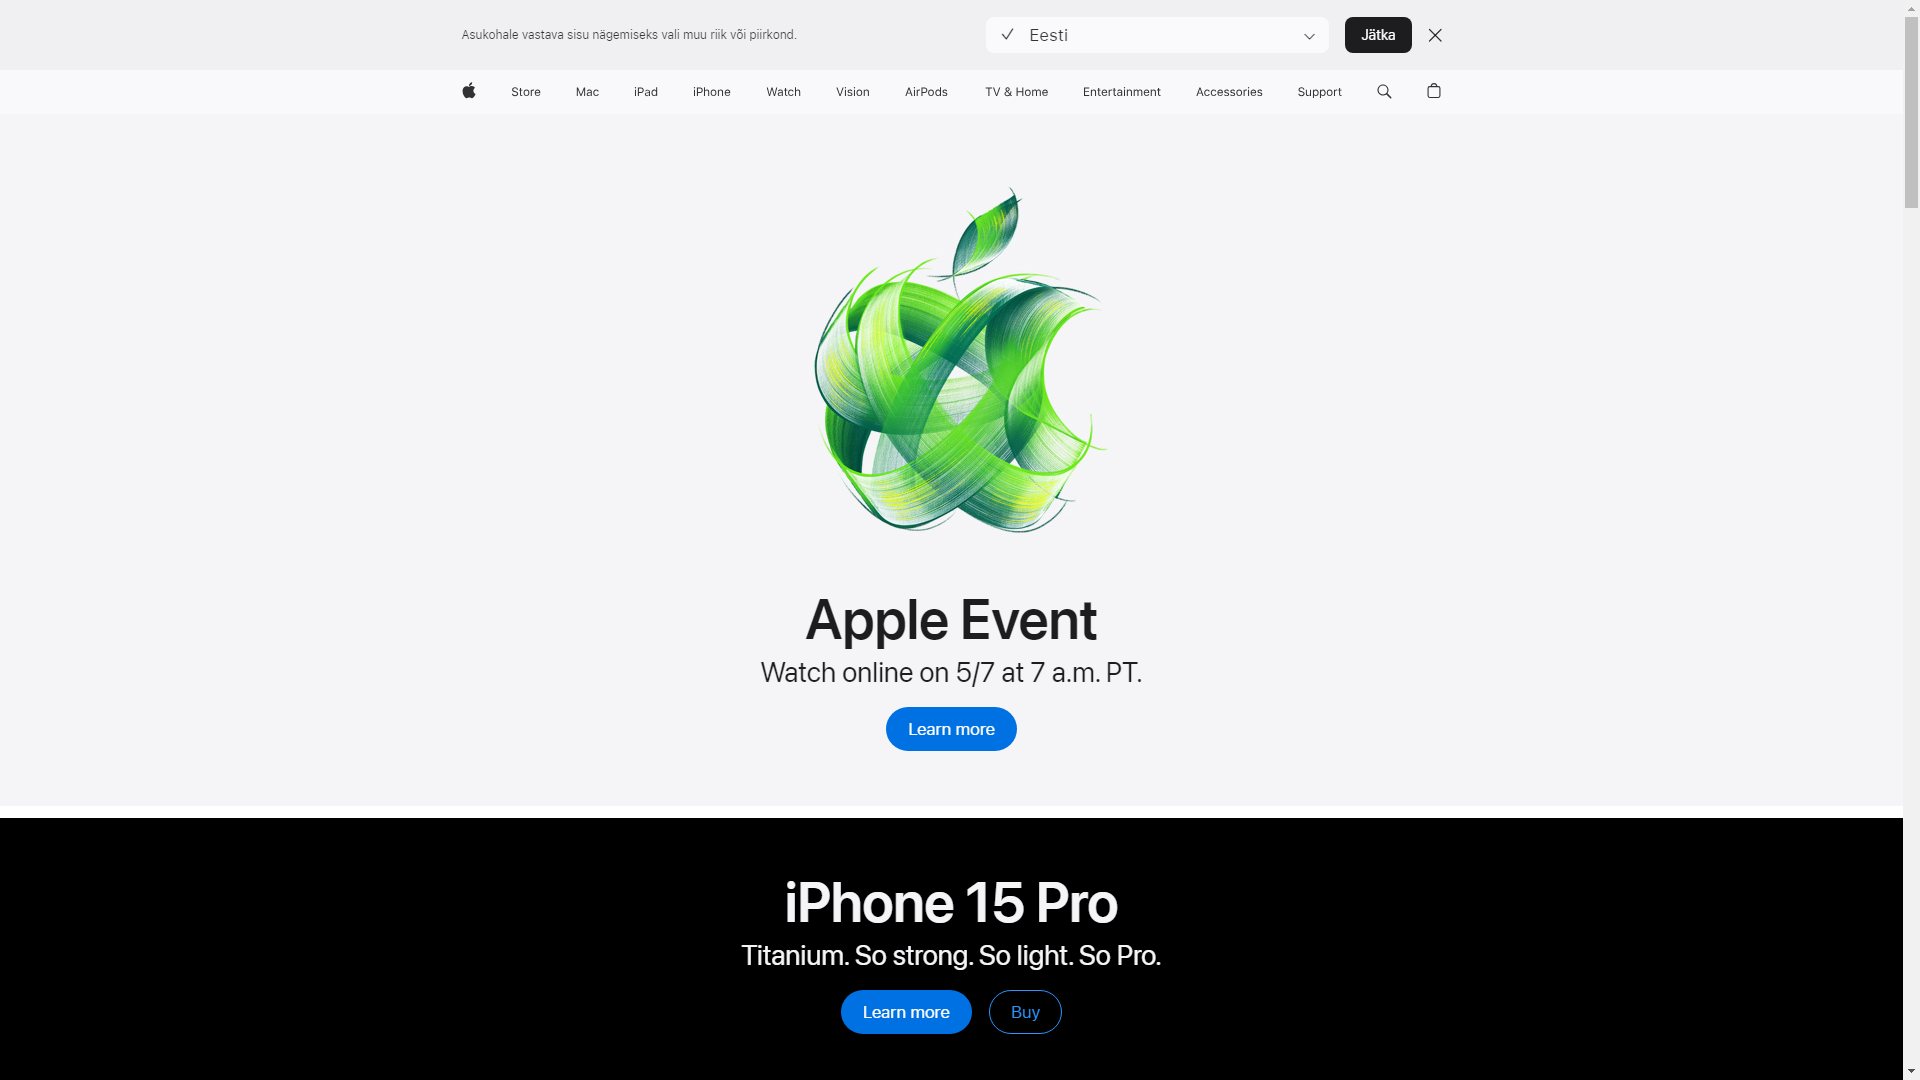 Asukohale vastava sisu nägemiseks vali muu riik või piirkond.
Eesti
Jätka
Store Mac iPad iPhone Watch Vision AirPods TV & Home Entertainment Accessories Support
Apple Event
Watch online on 5/7 at 7 a.m. PT.
Learn more
iPhone 15 Pro
Titanium. So strong. So light. So Pro.
Learn more Buy